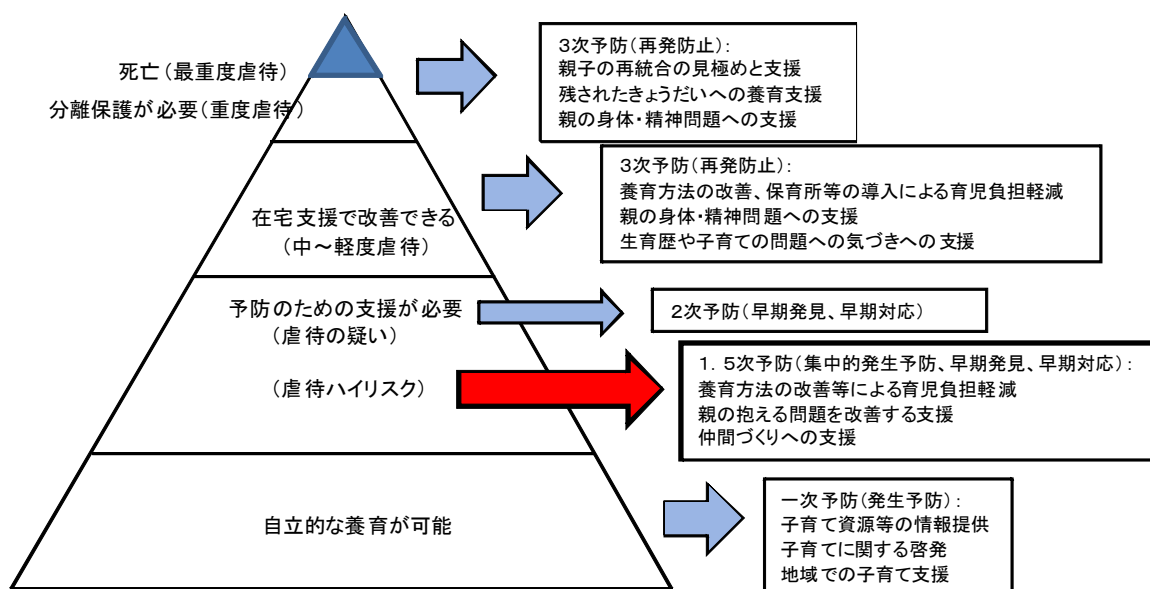 死亡(最重度虐待)
分離保護が必要(重度虐待)
3次予防(再発防止):
親子の再統合の見極めと支援
残されたきょうだいへの養育支援
親の身体・精神問題への支援
在宅支援で改善できる
(中～軽度虐待)
3次予防(再発防止):
養育方法の改善、保育所等の導入による育児負担軽減
親の身体・精神問題への支援
生育歴や子育ての問題への気づきへの支援
予防のための支援が必要
(虐待の疑い)
2次予防(早期発見、早期対応)
(虐待ハイリスク)
1．5次予防(集中的発生予防、早期発見、早期対応):
養育方法の改善等による育児負担軽減
親の抱える問題を改善する支援
仲間づくりへの支援
自立的な養育が可能
一次予防(発生予防):
子育て資源等の情報提供
子育てに関する啓発
地域での子育て支援